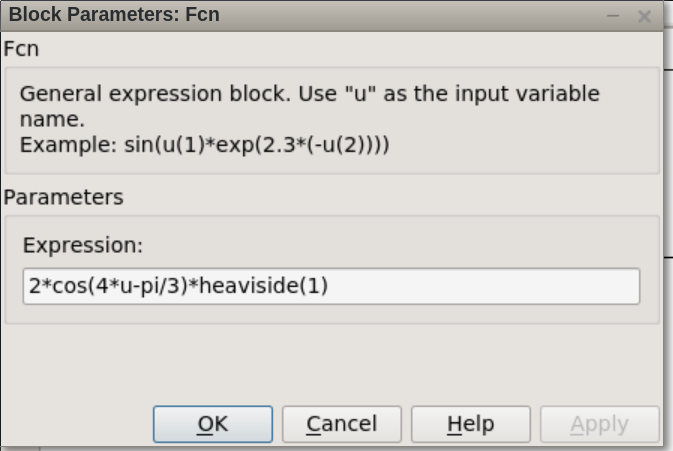 Block Parameters: Fcn
Fcn
General expression block. Use "u" as the input variable
name.
Example: sin(u(1)*exp(2.3*(-u(2))))
Parameters
Expression:
2*cos(4*u-pi/3)*heaviside(1)
OK Cancel Help Apply